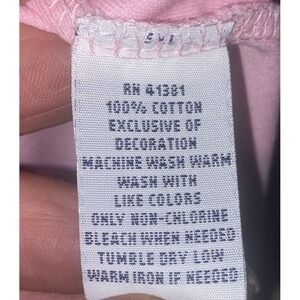 RN 41381
100% COTTON
EXCLUSIVE OF
DECORATION
MACHINE WASH WARM
WASH WITH
LIKE COLORS
ONLY NON-CHLORINE
BLEACH WHEN NEEDED
TUMBLE DRY LOW
WARM IRON IF NEEDED